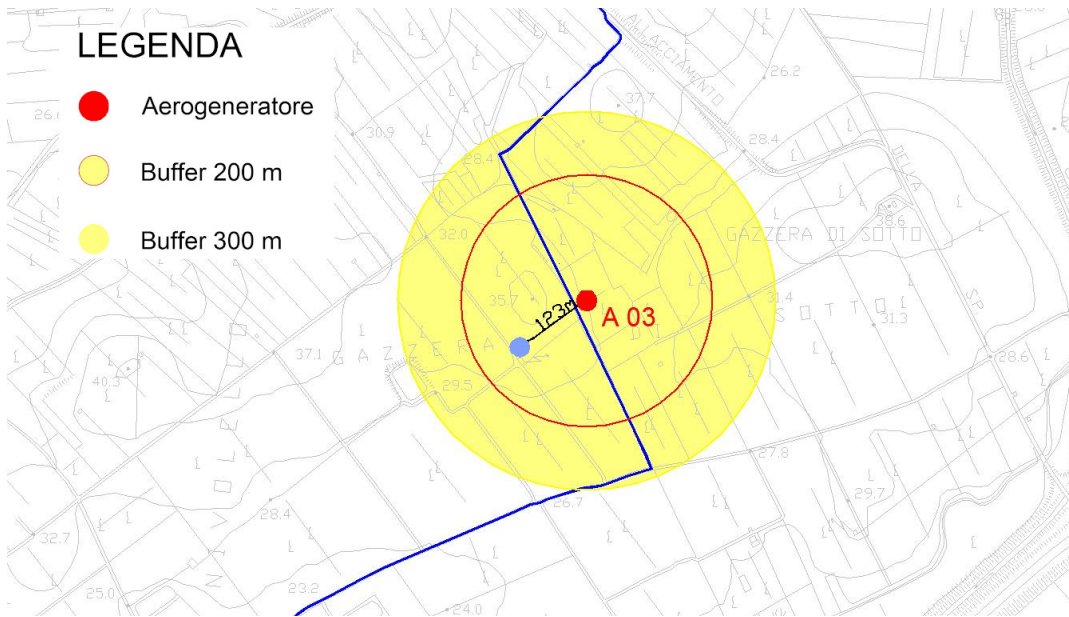 LEGENDA
Aerogeneratore
Buffer 200 m
Buffer 300 m
ALLACCIAMENTO
26.2
37.7
30.9
28.4
28.4
DELVA
38.6
GAZZERA DI SOTTO
32.0
35.7
123m
A 03
31.4
SOTTO
31.3
SP
37.1
GAZZERA
DI
28.6
40.3
29.5
27.8
26.7
29.7
28.4
32.7
23.2
25.0
24.0